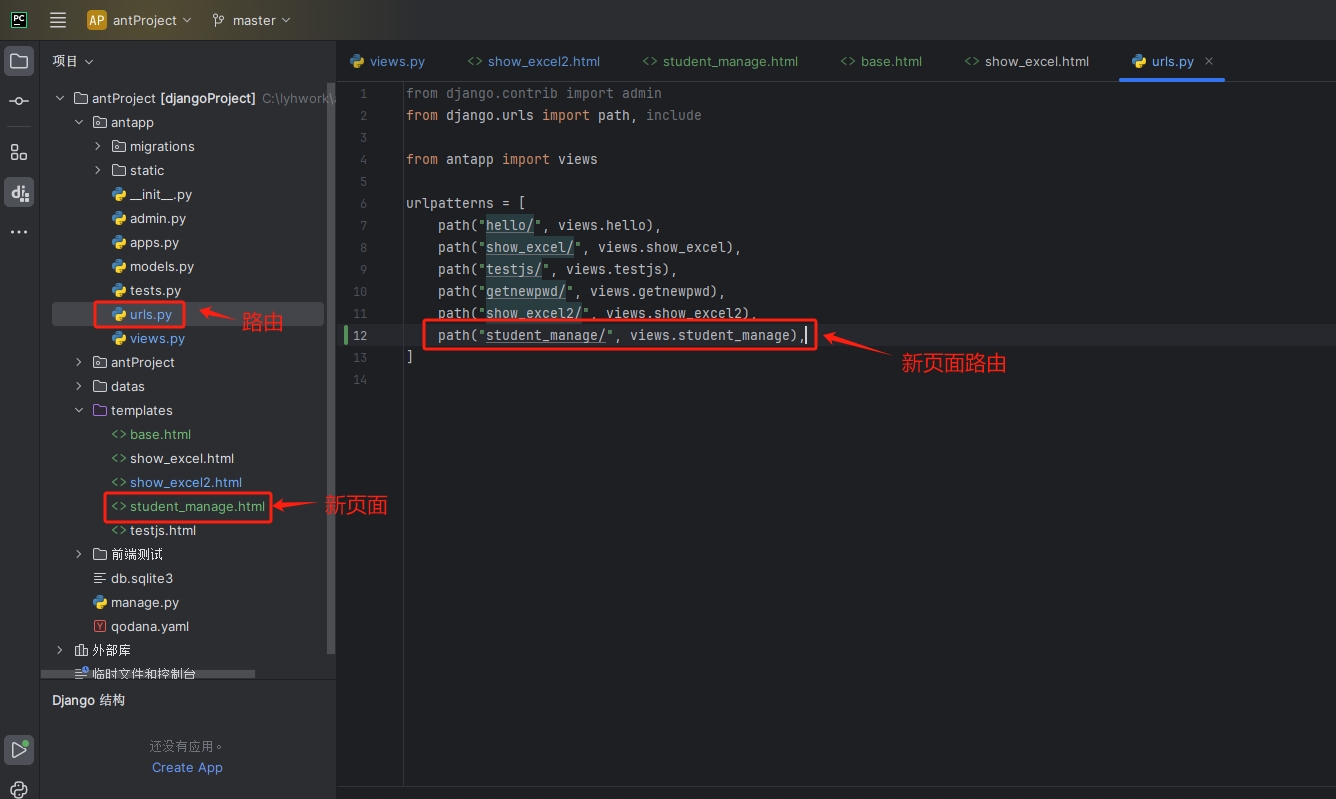 PC
AP antProject master
项目
antProject [djangoProject] C:\lyhwork\
antapp
migrations
static
__init__.py
admin.py
apps.py
models.py
tests.py
urls.py
路由
views.py
antProject
datas
templates
base.html
show_excel.html
show_excel2.html
student_manage.html
新页面
testjs.html
前端测试
db.sqlite3
manage.py
Y qodana.yaml
外部库
临时文件和控制台
Django 结构
还没有应用。
Create App
views.py <> show_excel2.html <> student_manage.html <> base.html <> show_excel.html urls.py ×
1 from django.contrib import admin
2 from django.urls import path, include
3
4 from antapp import views
5
6 urlpatterns = [
7 path("hello/", views.hello),
8 path("show_excel/", views.show_excel),
9 path("testjs/", views.testjs),
10 path("getnewpwd/", views.getnewpwd),
11 path("show_excel2/", views.show_excel2),
12 path("student_manage/", views.student_manage),
新页面路由
13 ]
14